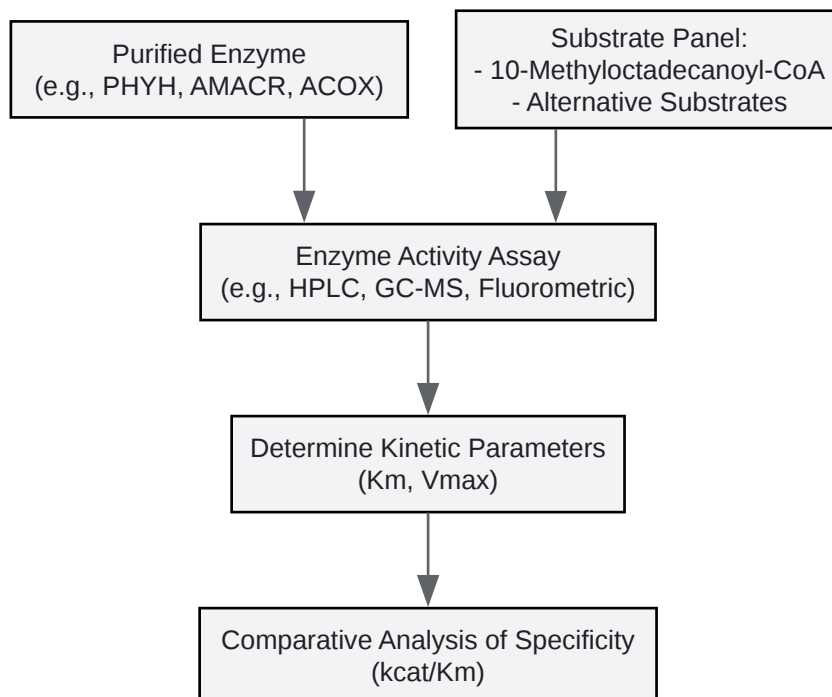 Purified Enzyme
(e.g., PHYH, AMACR, ACOX)
Substrate Panel:
- 10-Methyloctadecanoyl-CoA
- Alternative Substrates
Enzyme Activity Assay
(e.g., HPLC, GC-MS, Fluorometric)
Determine Kinetic Parameters
(Km, Vmax)
Comparative Analysis of Specificity
(kcat/Km)